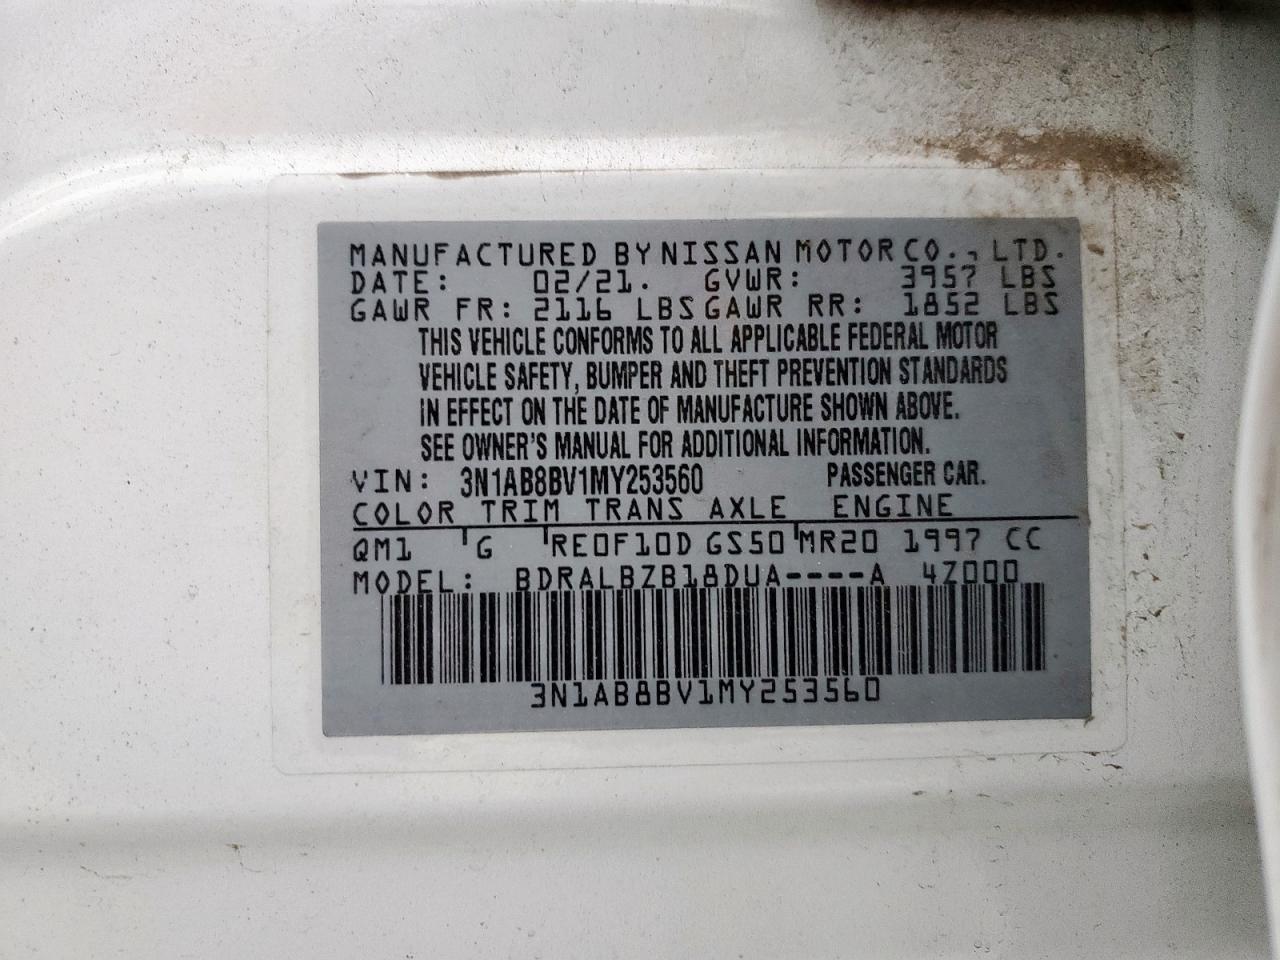 MANUFACTURED BY NISSAN MOTOR CO., LTD.
DATE: 02/21. GVWR: 3957 LBS
GAWR FR: 2116 LBS GAWR RR: 1852 LBS
THIS VEHICLE CONFORMS TO ALL APPLICABLE FEDERAL MOTOR
VEHICLE SAFETY, BUMPER AND THEFT PREVENTION STANDARDS
IN EFFECT ON THE DATE OF MANUFACTURE SHOWN ABOVE.
SEE OWNER'S MANUAL FOR ADDITIONAL INFORMATION.
VIN: 3N1AB8BV1MY253560 PASSENGER CAR.
COLOR TRIM TRANS AXLE ENGINE
QM1 G RE0F10D GS50 MR20 1997 CC
MODEL: BDRALBZB18DUA----A 4Z000
3N1AB8BV1MY253560